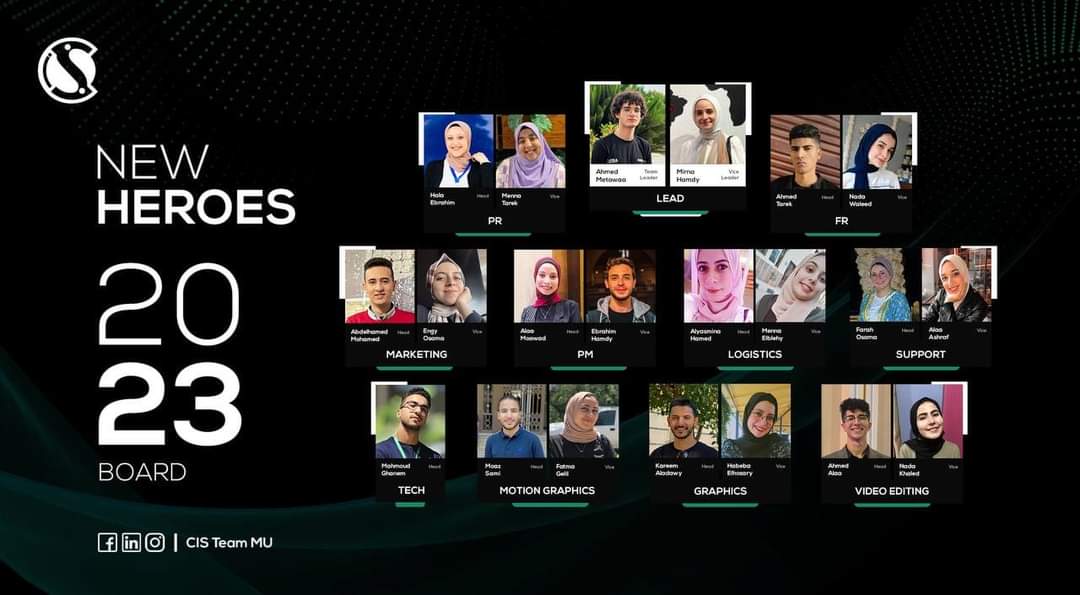 NEW
HEROES
20
23
BOARD
CIS Team MU
Ahmed
Metowaa
Team
Leader
Mirna
Hamdy
Vice
Leader
LEAD
Hala
Ebrahim
Head
Menna
Tarek
Vice
PR
Ahmed
Tarek
Head
Nada
Waleed
Vice
FR
Abdelhamed
Mohamed
Head
Engy
Osama
Vice
MARKETING
Alaa
Moawad
Head
Ebrahim
Hamdy
Vice
PM
Alyasmina
Hamed
Head
Menna
Elblehy
Vice
LOGISTICS
Farah
Osama
Head
Alaa
Ashraf
Vice
SUPPORT
Mahmoud
Ghanem
Head
TECH
Moaz
Sami
Head
Fatma
Gelil
Vice
MOTION GRAPHICS
Kareem
Aladawy
Head
Habeba
Elhosary
Vice
GRAPHICS
Ahmed
Alaa
Head
Nada
Khaled
Vice
VIDEO EDITING